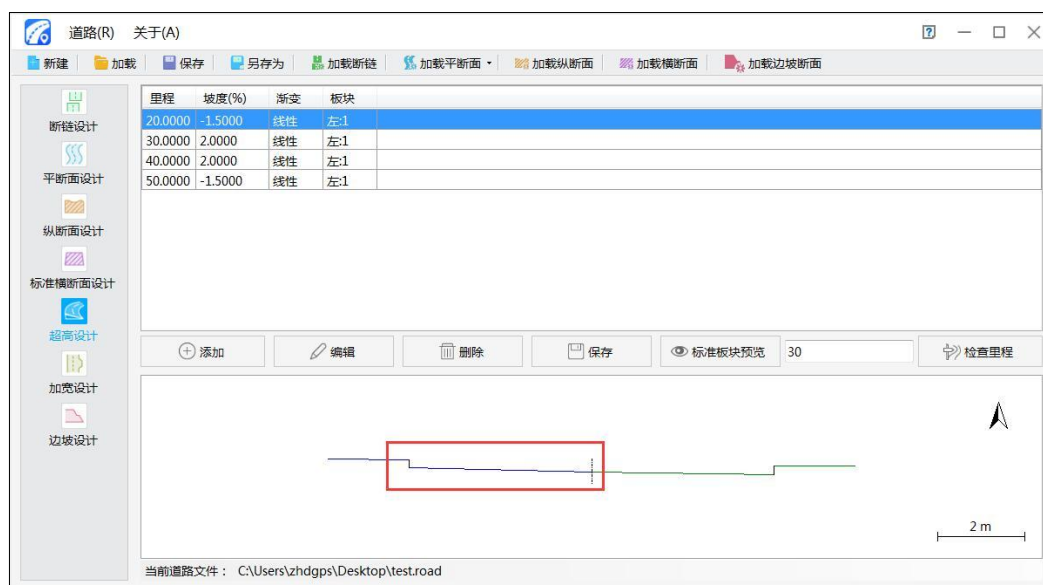 道路(R) 关于(A)
新建 加载 保存 另存为 加载断链 加载平断面 加载纵断面 加载横断面 加载边坡断面
断链设计
平断面设计
纵断面设计
标准横断面设计
超高设计
加宽设计
边坡设计
里程 坡度(%) 渐变 板块
20.0000 -1.5000 线性 左:1
30.0000 2.0000 线性 左:1
40.0000 2.0000 线性 左:1
50.0000 -1.5000 线性 左:1
添加 编辑 删除 保存 标准板块预览 30 检查里程
2 m
当前道路文件： C:\Users\zhdgps\Desktop\test.road